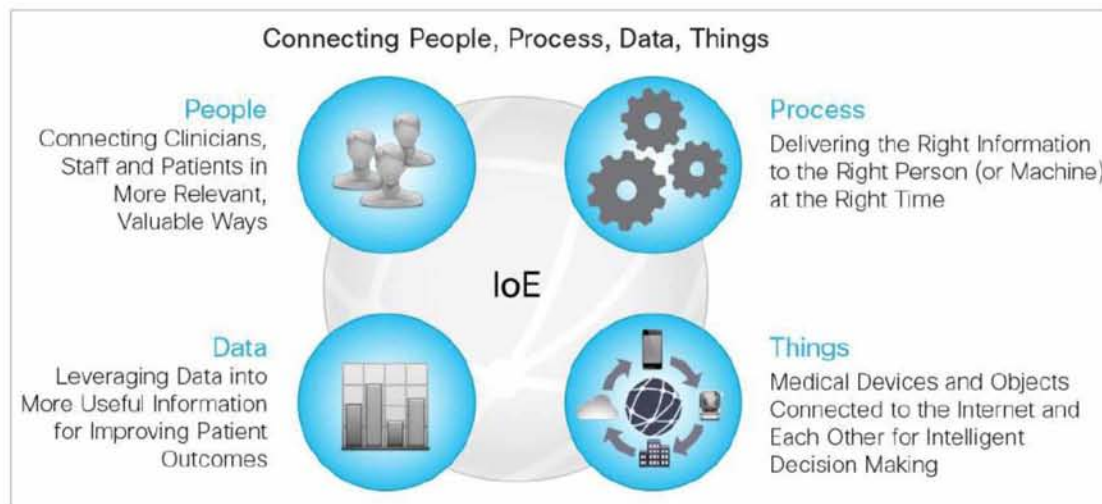 Connecting People, Process, Data, Things
People
Connecting Clinicians,
Staff and Patients in
More Relevant,
Valuable Ways
Process
Delivering the Right Information
to the Right Person (or Machine)
at the Right Time
IoE
Data
Leveraging Data into
More Useful Information
for Improving Patient
Outcomes
Things
Medical Devices and Objects
Connected to the Internet and
Each Other for Intelligent
Decision Making